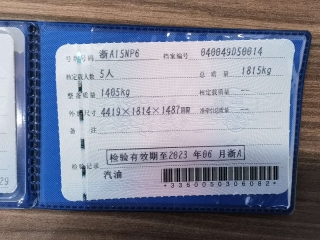 号牌号码 浙A15NP6 档案编号 040049050014
核定载人数 5人 总质量 1815kg
整备质量 1405kg 核定载质量 --
外廓尺寸 4419×1814×1487mm 准牵引总质量 --
备注
检验有效期至2023年06月浙A
检验记录
汽油
*3360050306082*
29